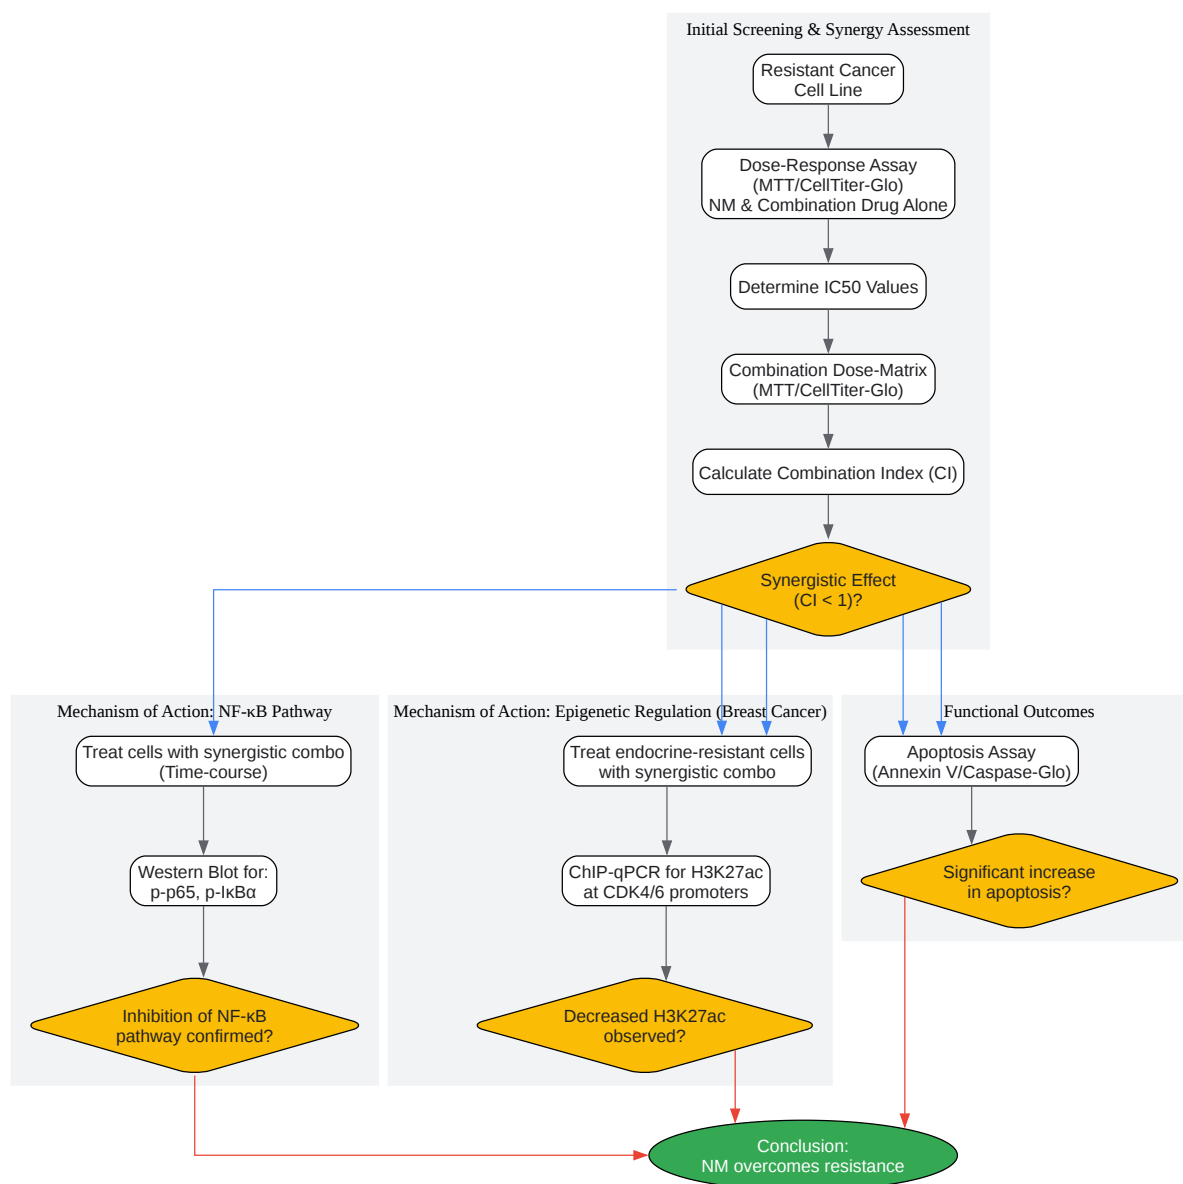 Initial Screening & Synergy Assessment
Resistant Cancer
Cell Line
Dose-Response Assay
(MTT/CellTiter-Glo)
NM & Combination Drug Alone
Determine IC50 Values
Combination Dose-Matrix
(MTT/CellTiter-Glo)
Calculate Combination Index (CI)
Synergistic Effect
(CI < 1)?
Mechanism of Action: NF-κB Pathway
Treat cells with synergistic combo
(Time-course)
Western Blot for:
p-p65, p-IκBα
Inhibition of NF-κB
pathway confirmed?
Mechanism of Action: Epigenetic Regulation (Breast Cancer)
Treat endocrine-resistant cells
with synergistic combo
ChIP-qPCR for H3K27ac
at CDK4/6 promoters
Decreased H3K27ac
observed?
Functional Outcomes
Apoptosis Assay
(Annexin V/Caspase-Glo)
Significant increase
in apoptosis?
Conclusion:
NM overcomes resistance